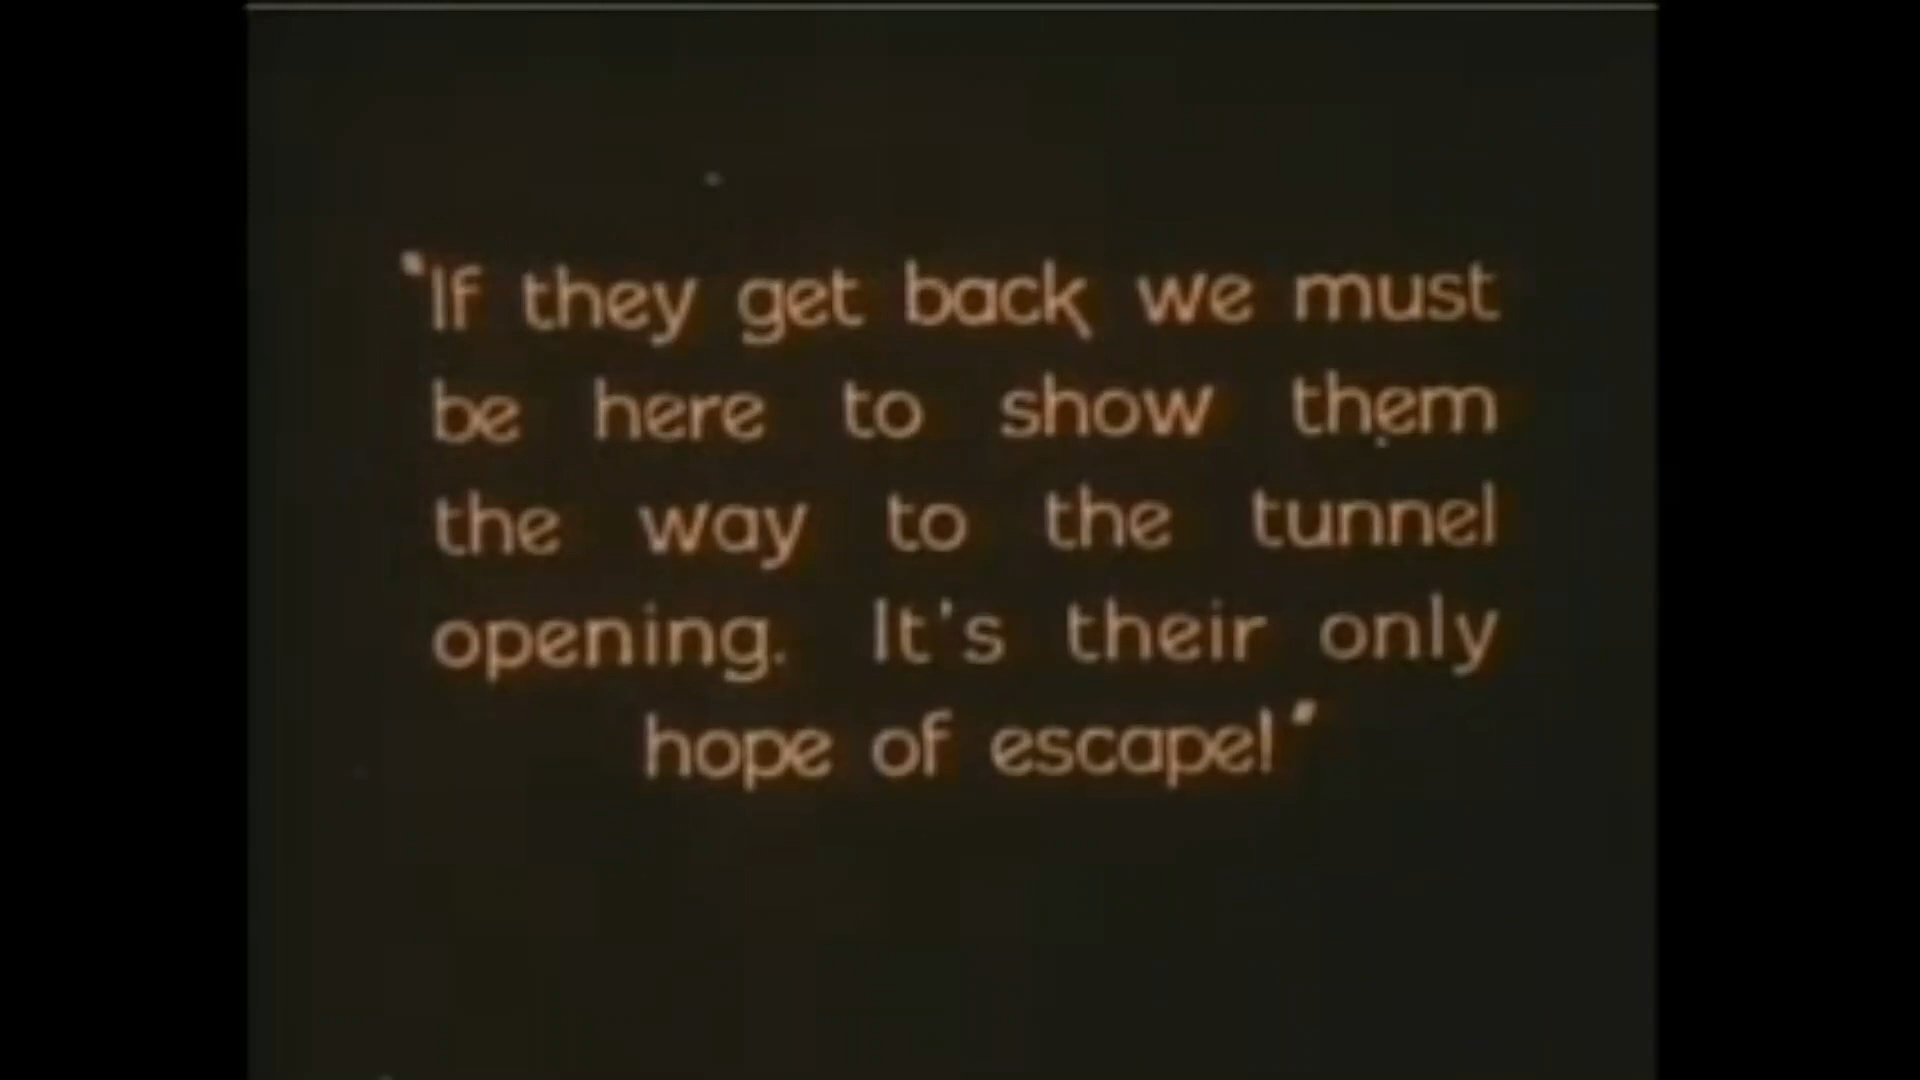 "If they get back, we must
be here to show them
the way to the tunnel
opening. It's their only
hope of escape!"